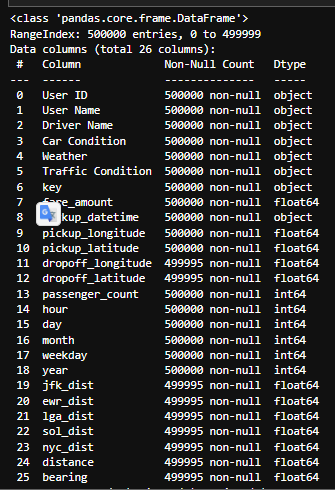 <class 'pandas.core.frame.DataFrame'>
RangeIndex: 500000 entries, 0 to 499999
Data columns (total 26 columns):
 #   Column             Non-Null Count   Dtype
---  ------             --------------   -----
 0   User ID            500000 non-null  object
 1   User Name          500000 non-null  object
 2   Driver Name        500000 non-null  object
 3   Car Condition      500000 non-null  object
 4   Weather            500000 non-null  object
 5   Traffic Condition  500000 non-null  object
 6   key                500000 non-null  object
 7   fare_amount        500000 non-null  float64
 8   kup_datetime       500000 non-null  object
 9   pickup_longitude   500000 non-null  float64
 10  pickup_latitude    500000 non-null  float64
 11  dropoff_longitude  499995 non-null  float64
 12  dropoff_latitude   499995 non-null  float64
 13  passenger_count    500000 non-null  int64
 14  hour               500000 non-null  int64
 15  day                500000 non-null  int64
 16  month              500000 non-null  int64
 17  weekday            500000 non-null  int64
 18  year               500000 non-null  int64
 19  jfk_dist           499995 non-null  float64
 20  ewr_dist           499995 non-null  float64
 21  lga_dist           499995 non-null  float64
 22  sol_dist           499995 non-null  float64
 23  nyc_dist           499995 non-null  float64
 24  distance           499995 non-null  float64
 25  bearing            499995 non-null  float64